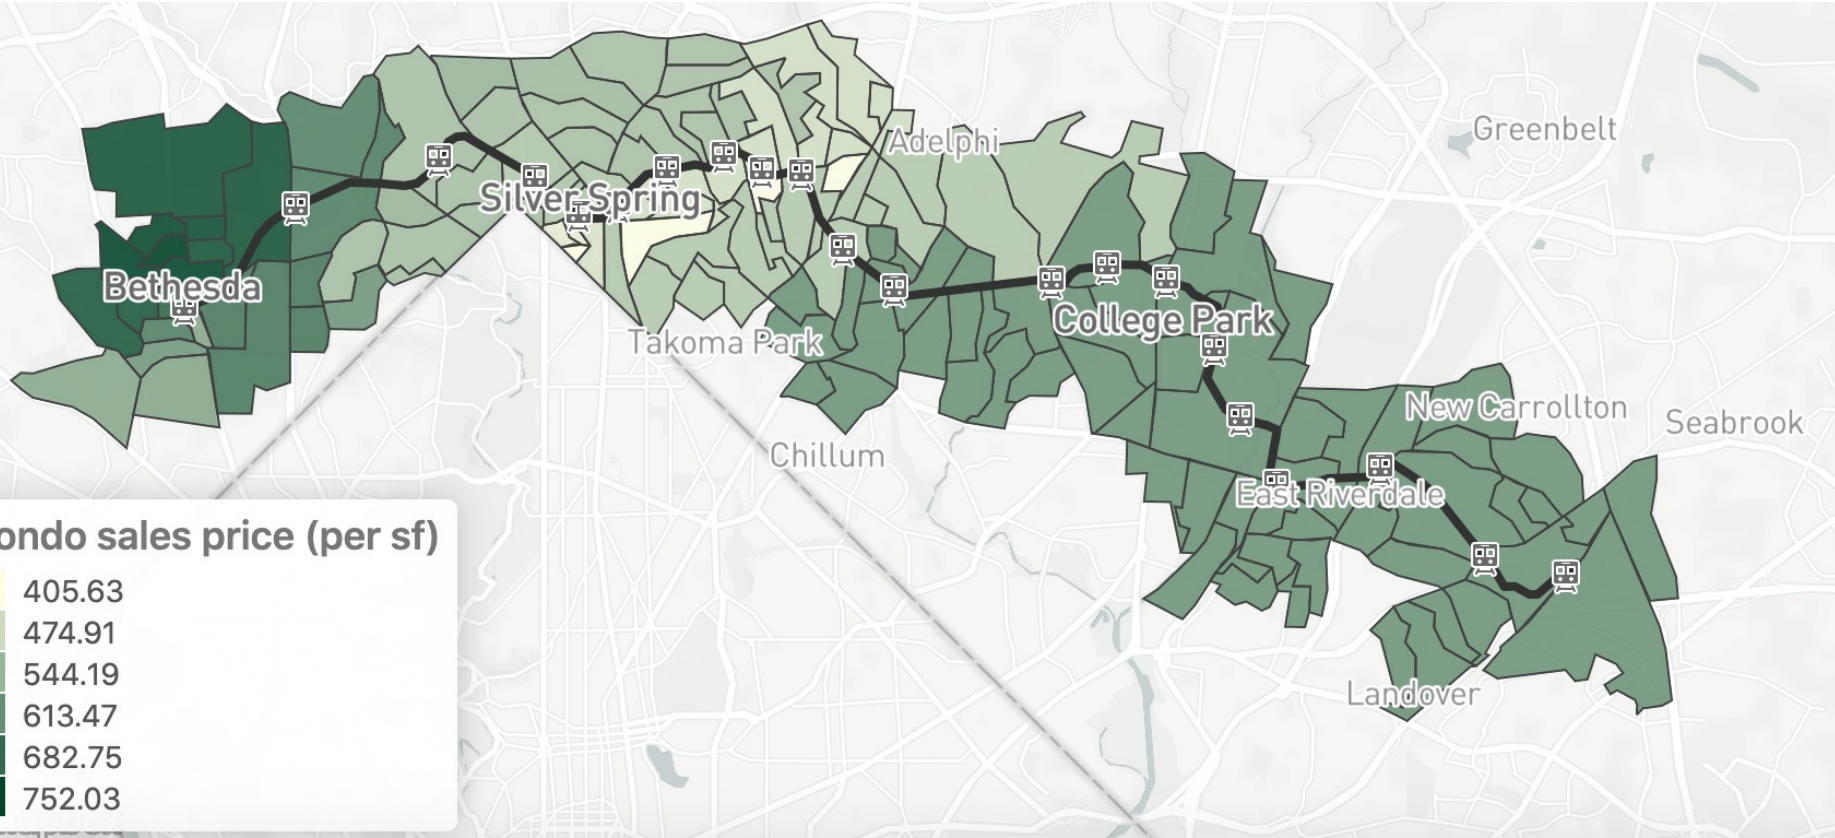 Adelphi
Greenbelt
Silver Spring
Bethesda
College Park
Takoma Park
New Carrollton
Seabrook
Chillum
East Riverdale
Landover
ondo sales price (per sf)
405.63
474.91
544.19
613.47
682.75
752.03